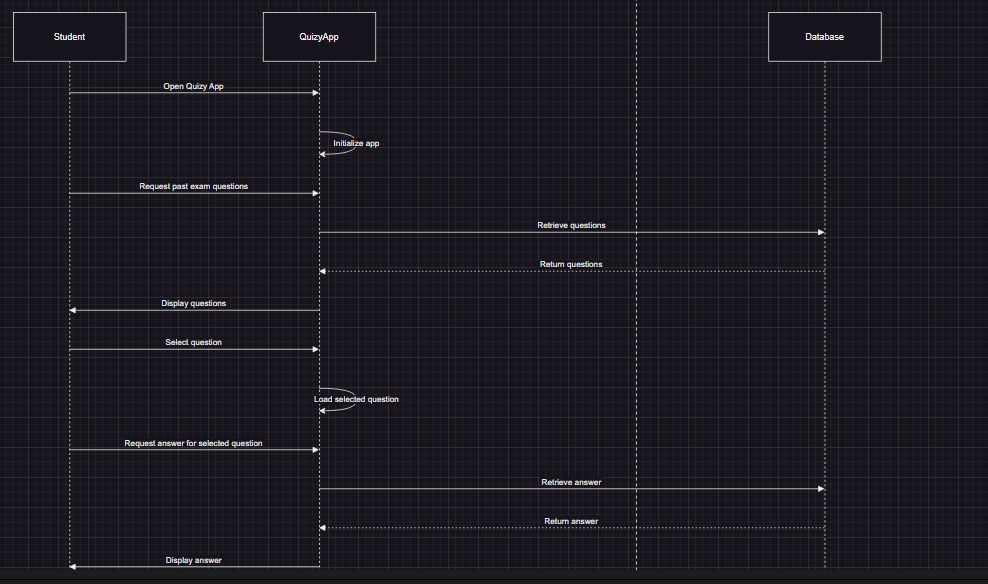 Student
QuizyApp
Database
Open Quizy App
Initialize app
Request past exam questions
Retrieve questions
Return questions
Display questions
Select question
Load selected question
Request answer for selected question
Retrieve answer
Return answer
Display answer